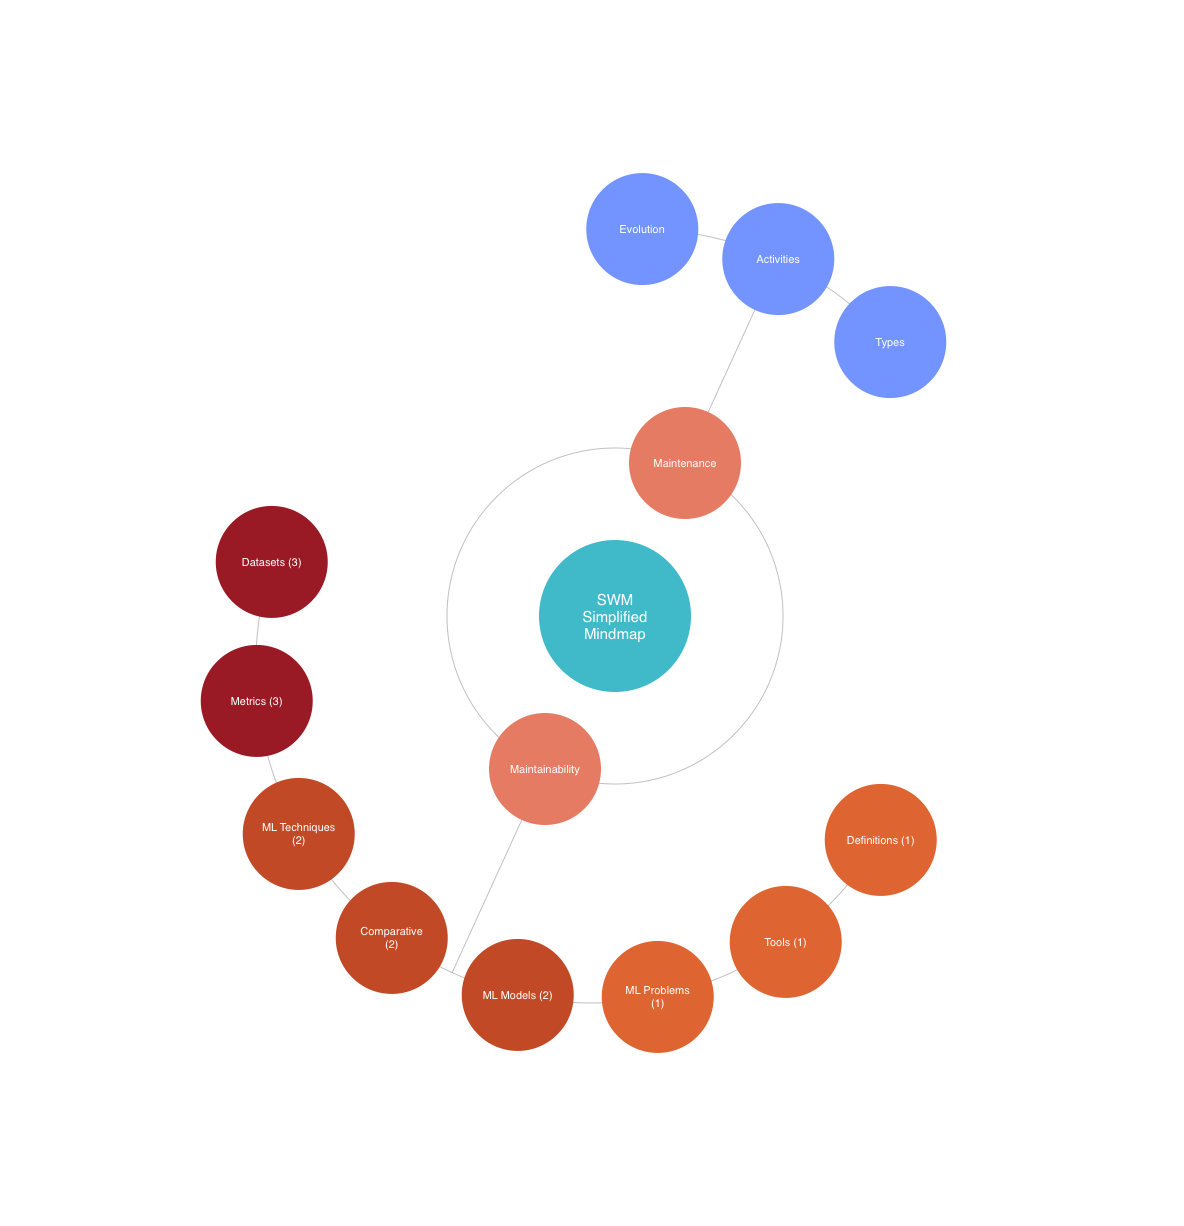 Evolution
Activities
Types
Maintenance
Datasets (3)
SWM
Simplified
Mindmap
Metrics (3)
Maintainability
ML Techniques
(2)
Definitions (1)
Comparative
(2)
Tools (1)
ML Models (2)
ML Problems
(1)